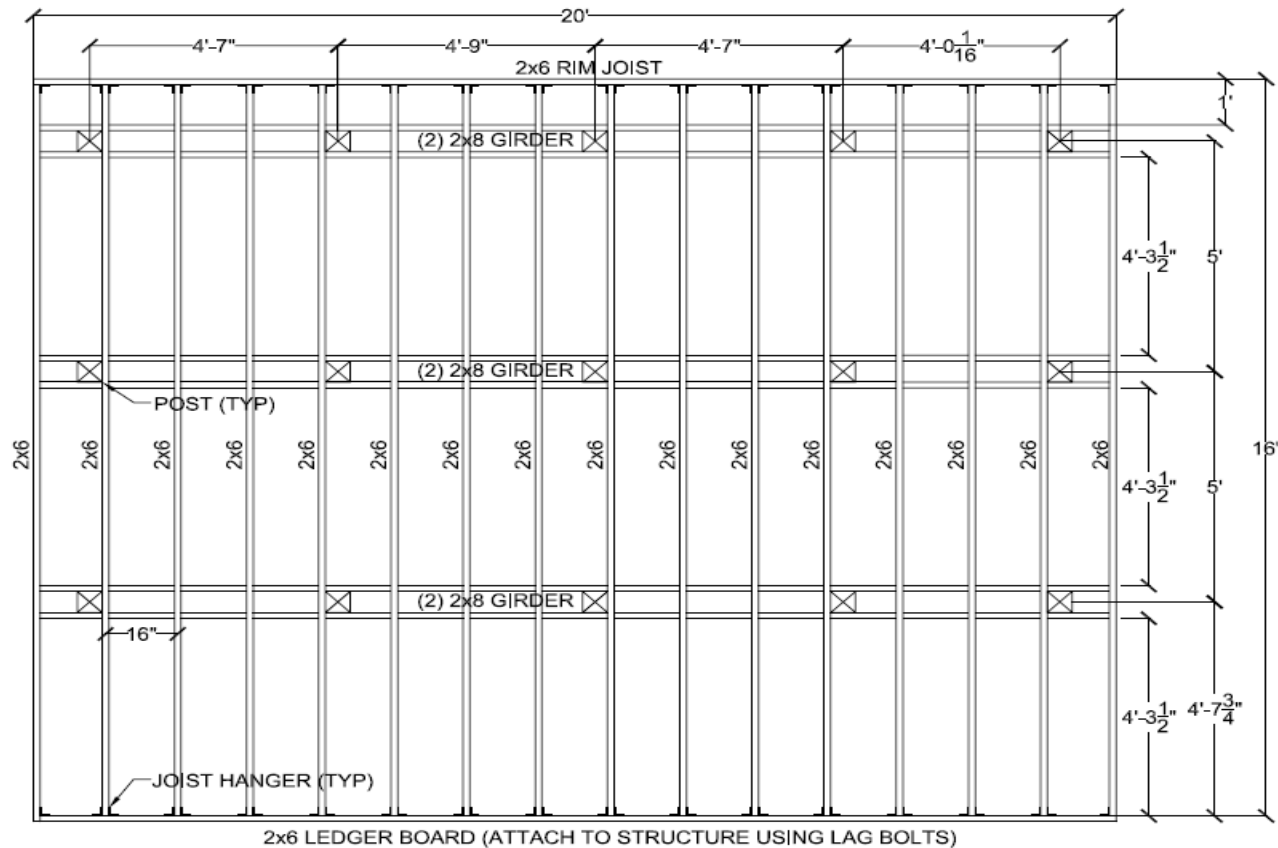 20'
4'-7" 4'-9" 4'-7" 4'-0 1/16"
2x6 RIM JOIST
1'
(2) 2x8 GIRDER
4'-3 1/2" 5'
(2) 2x8 GIRDER
POST (TYP)
2x6 2x6 2x6 2x6 2x6 2x6 2x6 2x6 2x6 2x6 2x6 2x6 2x6 2x6 2x6 2x6
16'
4'-3 1/2" 5'
(2) 2x8 GIRDER
16"
4'-3 1/2" 4'-7 3/4"
JOIST HANGER (TYP)
2x6 LEDGER BOARD (ATTACH TO STRUCTURE USING LAG BOLTS)